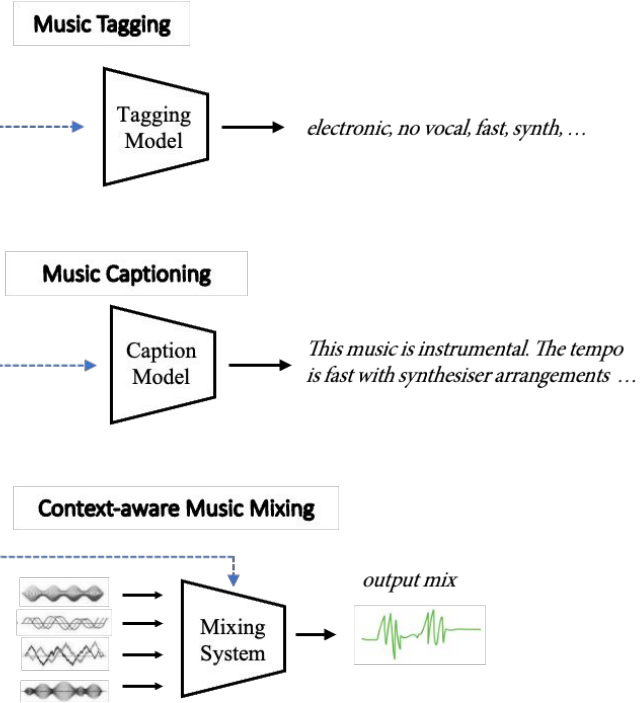 Music Tagging
Tagging
Model
electronic, no vocal, fast, synth, …
Music Captioning
Caption
Model
This music is instrumental. The tempo
is fast with synthesiser arrangements …
Context-aware Music Mixing
output mix
Mixing
System